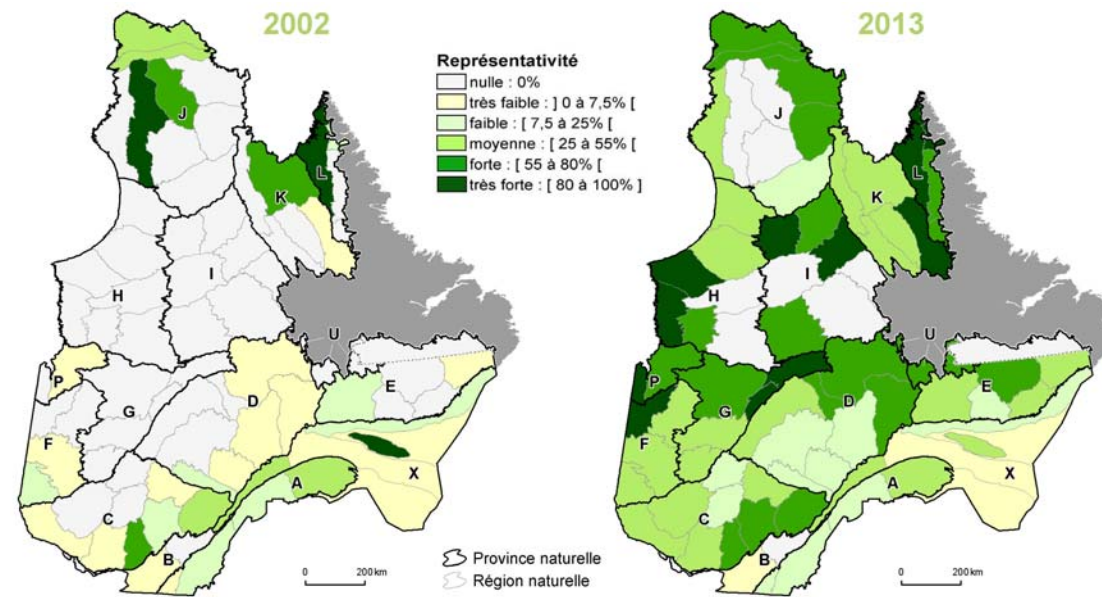 2002
2013
Représentativité
nulle : 0%
très faible : ] 0 à 7,5% [
faible : [ 7,5 à 25% [
moyenne : [ 25 à 55% [
forte : [ 55 à 80% [
très forte : [ 80 à 100% ]
J
K
L
I
H
U
P
G
D
E
F
X
A
C
B
J
K
L
I
H
U
P
G
D
E
F
X
A
C
B
Province naturelle
Région naturelle
0 200 km
0 200 km